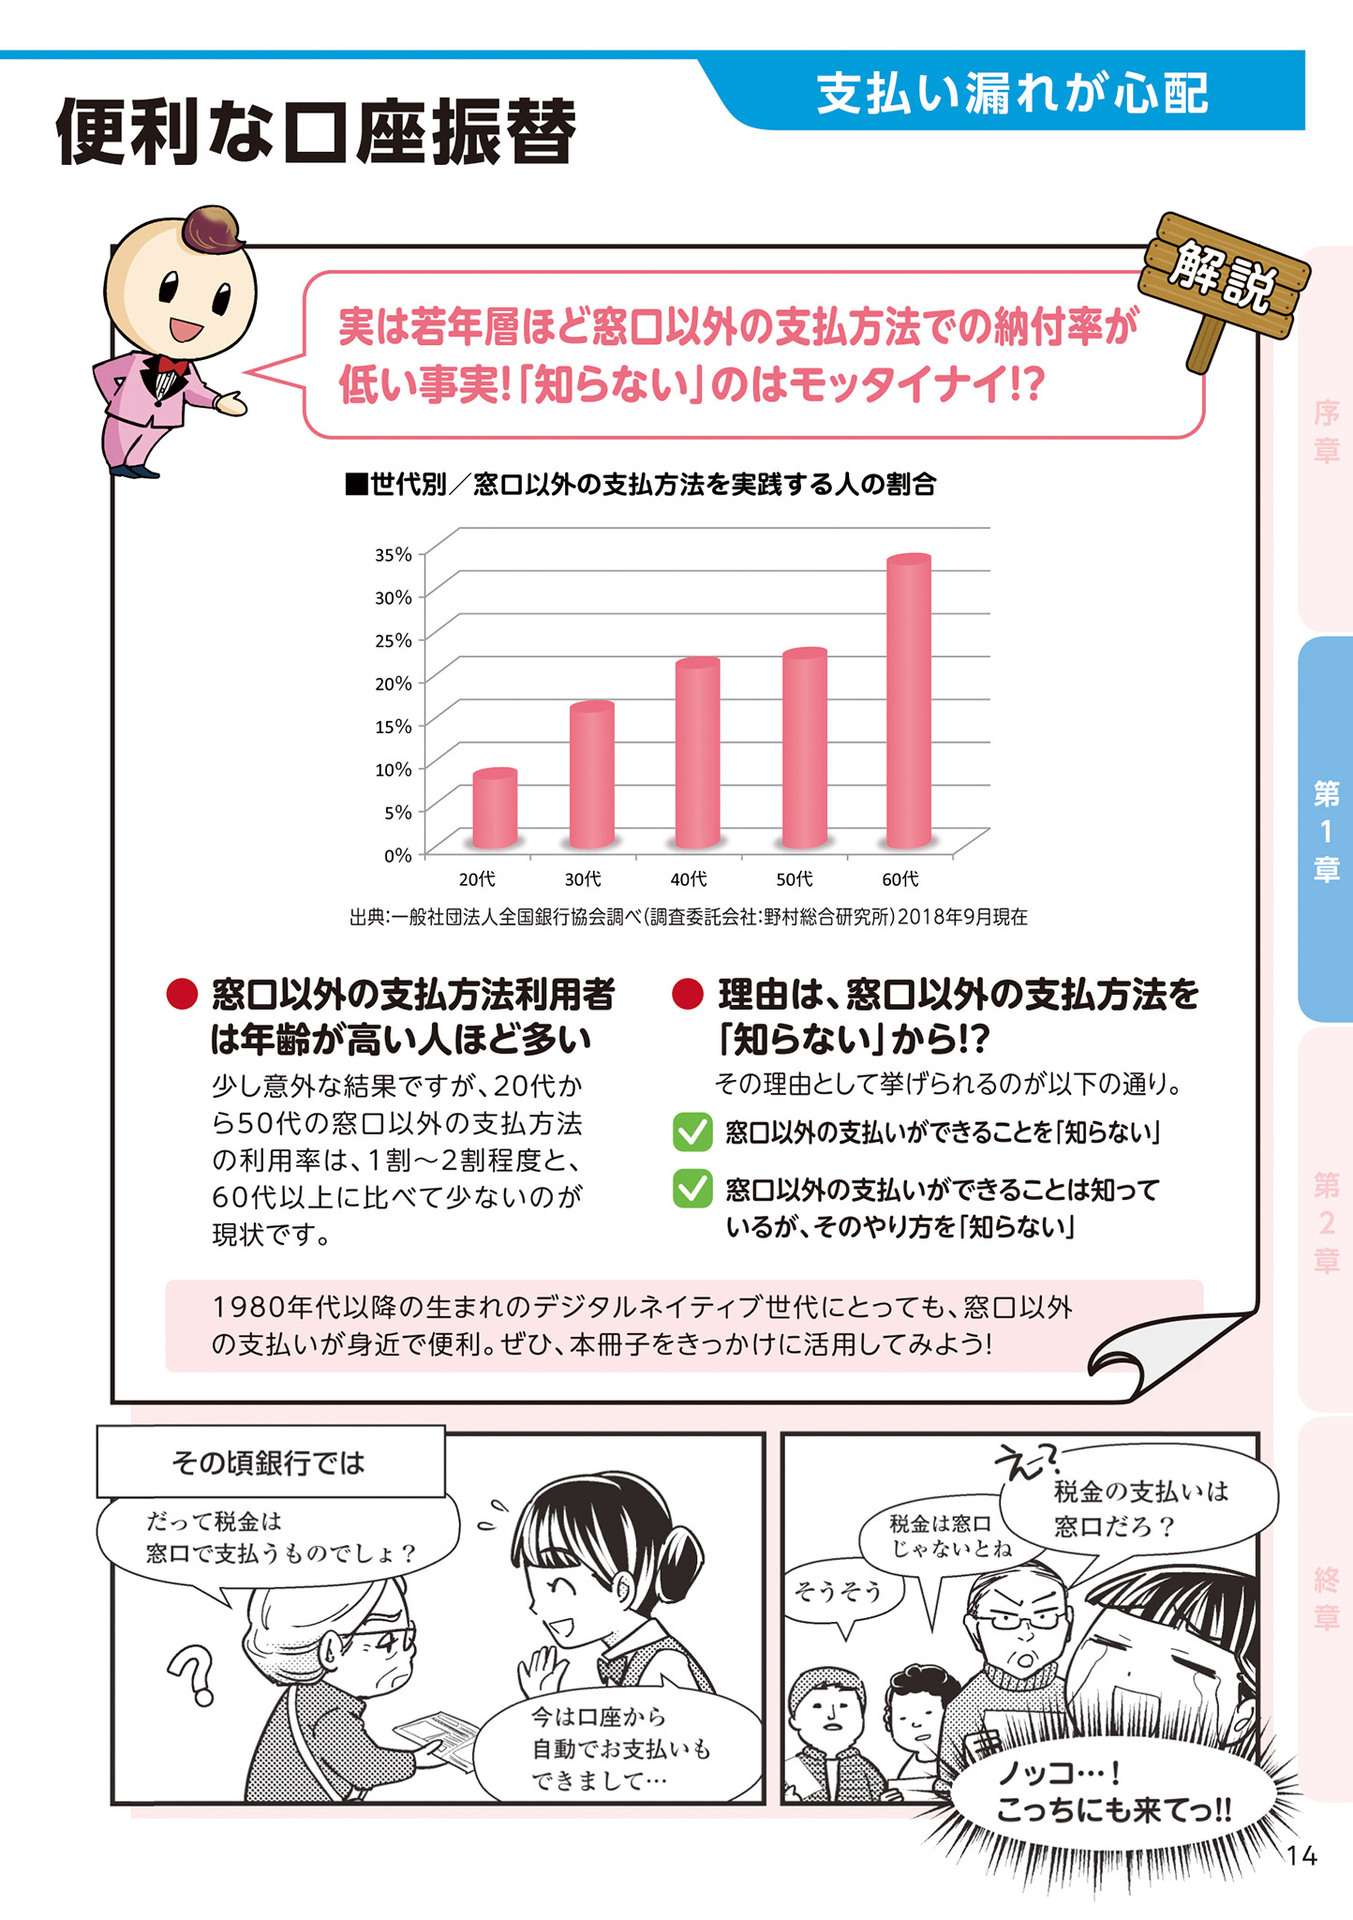 支払い漏れが心配
便利な口座振替
解説
実は若年層ほど窓口以外の支払方法での納付率が
低い事実!「知らない」のはモッタイナイ!?
■世代別／窓口以外の支払方法を実践する人の割合
35%
30%
25%
20%
15%
10%
5%
0%
20代 30代 40代 50代 60代
出典:一般社団法人全国銀行協会調べ(調査委託会社:野村総合研究所)2018年9月現在
● 窓口以外の支払方法利用者
は年齢が高い人ほど多い
少し意外な結果ですが、20代か
ら50代の窓口以外の支払方法
の利用率は、1割～2割程度と、
60代以上に比べて少ないのが
現状です。
● 理由は、窓口以外の支払方法を
「知らない」から!?
その理由として挙げられるのが以下の通り。
窓口以外の支払いができることを「知らない」
窓口以外の支払いができることは知って
いるが、そのやり方を「知らない」
1980年代以降の生まれのデジタルネイティブ世代にとっても、窓口以外
の支払いが身近で便利。ぜひ、本冊子をきっかけに活用してみよう!
序章
第1章
第2章
終章
その頃銀行では
だって税金は
窓口で支払うものでしょ？
?
今は口座から
自動でお支払いも
できまして…
え?
税金の支払いは
窓口だろ？
税金は窓口
じゃないとね
そうそう
ノッコ…！
こっちにも来てっ!!
14